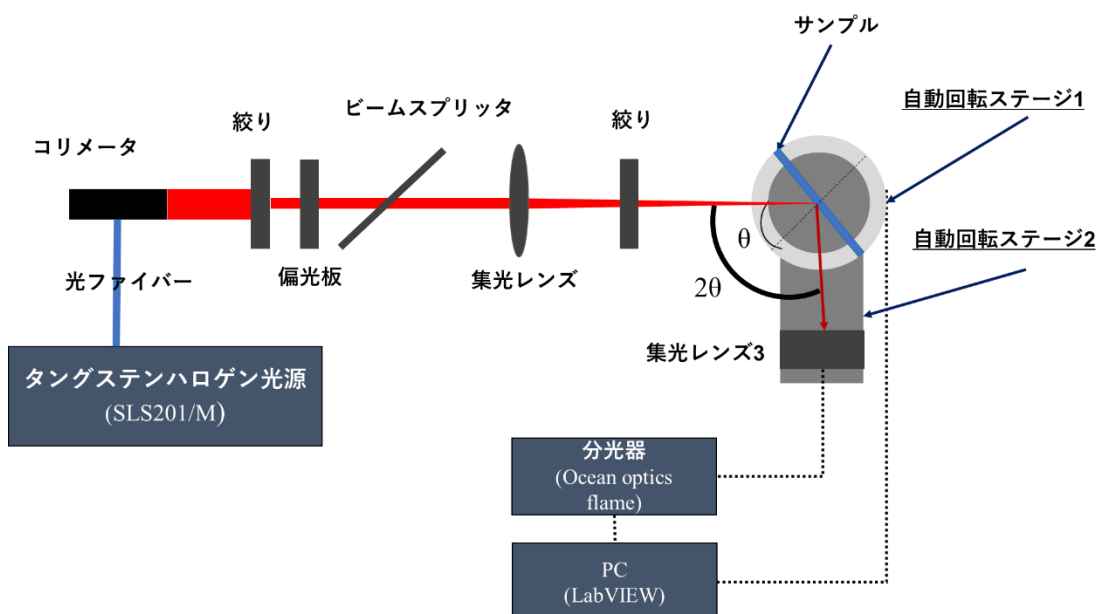 サンプル
自動回転ステージ1
ビームスプリッタ
絞り
絞り
コリメータ
自動回転ステージ2
θ
光ファイバー
偏光板
集光レンズ
2θ
集光レンズ3
タングステンハロゲン光源
(SLS201/M)
分光器
(Ocean optics
flame)
PC
(LabVIEW)